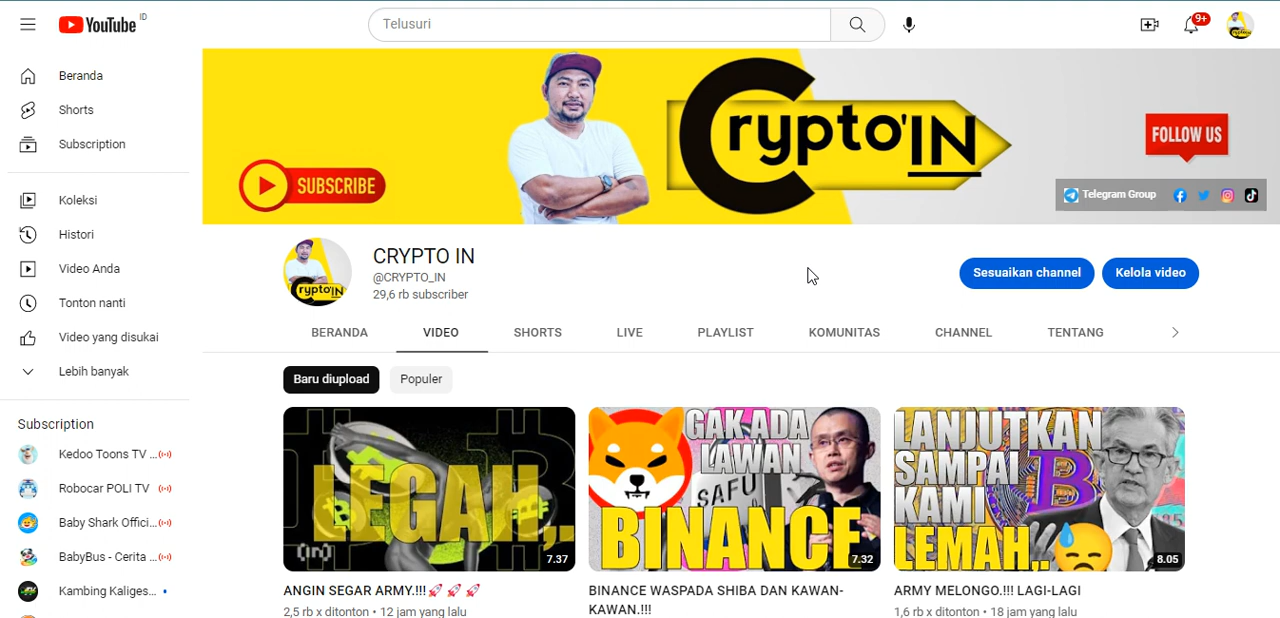 YouTube ID
Telusuri
9+
Beranda
Shorts
Subscription
Koleksi
Histori
Video Anda
Tonton nanti
Video yang disukai
Lebih banyak
Subscription
Kedoo Toons TV ...
Robocar POLI TV
Baby Shark Offici...
BabyBus - Cerita ...
Kambing Kaliges...
SUBSCRIBE
Crypto'IN
FOLLOW US
Telegram Group
Crypto'IN
CRYPTO IN
@CRYPTO_IN
29,6 rb subscriber
Sesuaikan channel
Kelola video
BERANDA
VIDEO
SHORTS
LIVE
PLAYLIST
KOMUNITAS
CHANNEL
TENTANG
Baru diupload
Populer
LEGAH,..
(in)
7.37
ANGIN SEGAR ARMY.!!!🚀🚀🚀
2,5 rb x ditonton • 12 jam yang lalu
GAK ADA
LAWAN
SAFU
BINANCE
7.32
BINANCE WASPADA SHIBA DAN KAWAN-
KAWAN.!!!
LANJUTKAN
SAMPAI
KAMI
LEMAH..
8.05
ARMY MELONGO.!!! LAGI-LAGI
1,6 rb x ditonton • 18 jam yang lalu